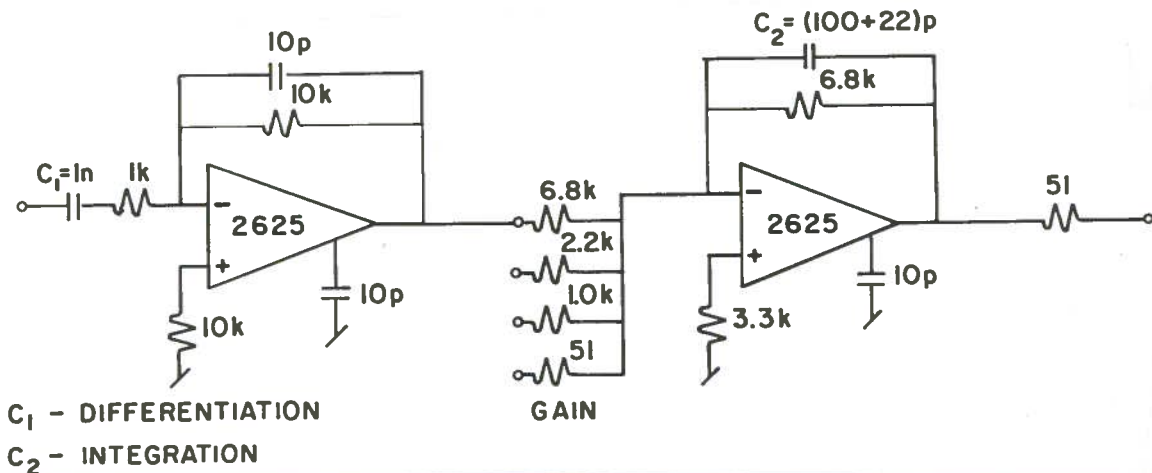 10p
10k
C₁=1n
1k
−
2625
+
10p
10k
6.8k
2.2k
1.0k
51
GAIN
C₂ = (100+22)p
6.8k
−
2625
+
10p
3.3k
51
C₁ - DIFFERENTIATION
C₂ - INTEGRATION